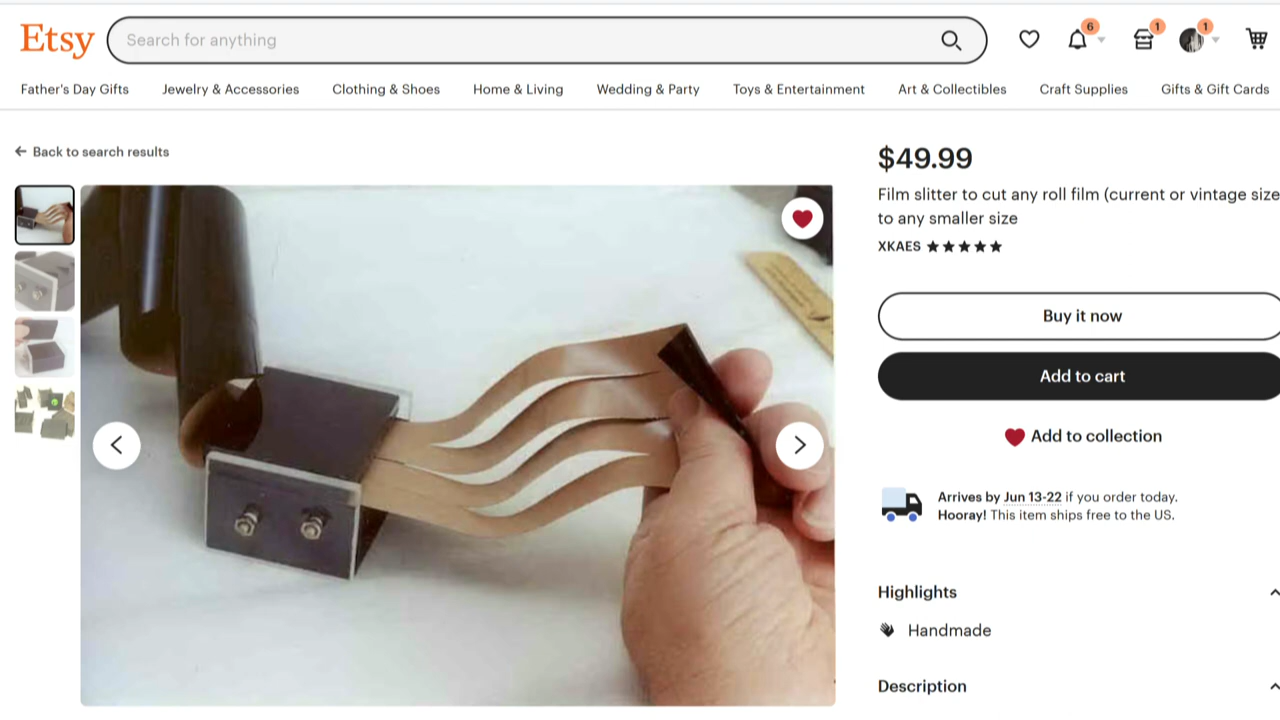 Etsy
Search for anything
6
1
1
Father's Day Gifts
Jewelry & Accessories
Clothing & Shoes
Home & Living
Wedding & Party
Toys & Entertainment
Art & Collectibles
Craft Supplies
Gifts & Gift Cards
Back to search results
$49.99
Film slitter to cut any roll film (current or vintage size
to any smaller size
XKAES
Buy it now
Add to cart
Add to collection
Arrives by Jun 13-22 if you order today.
Hooray! This item ships free to the US.
Highlights
Handmade
Description